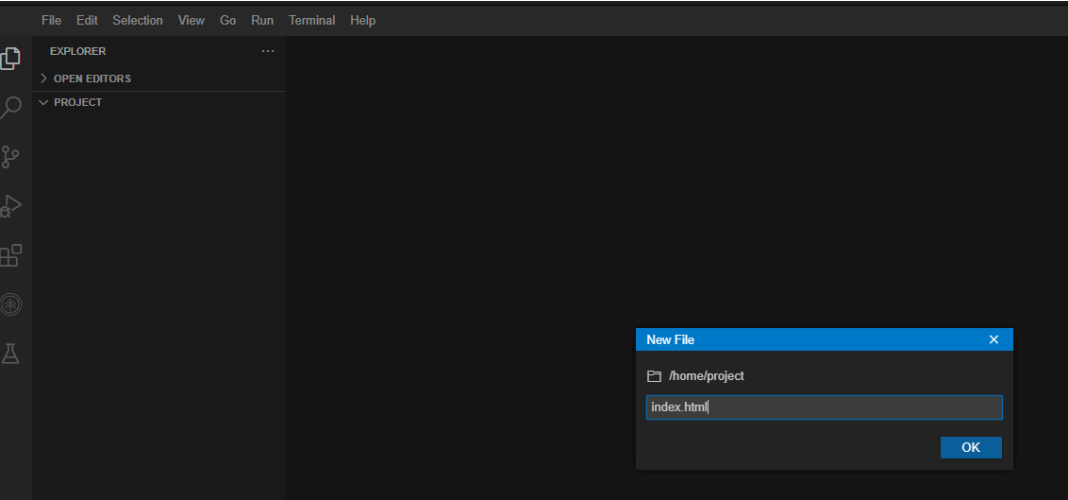 File Edit Selection View Go Run Terminal Help
EXPLORER ...
OPEN EDITORS
PROJECT
New File
/home/project
index.html
OK